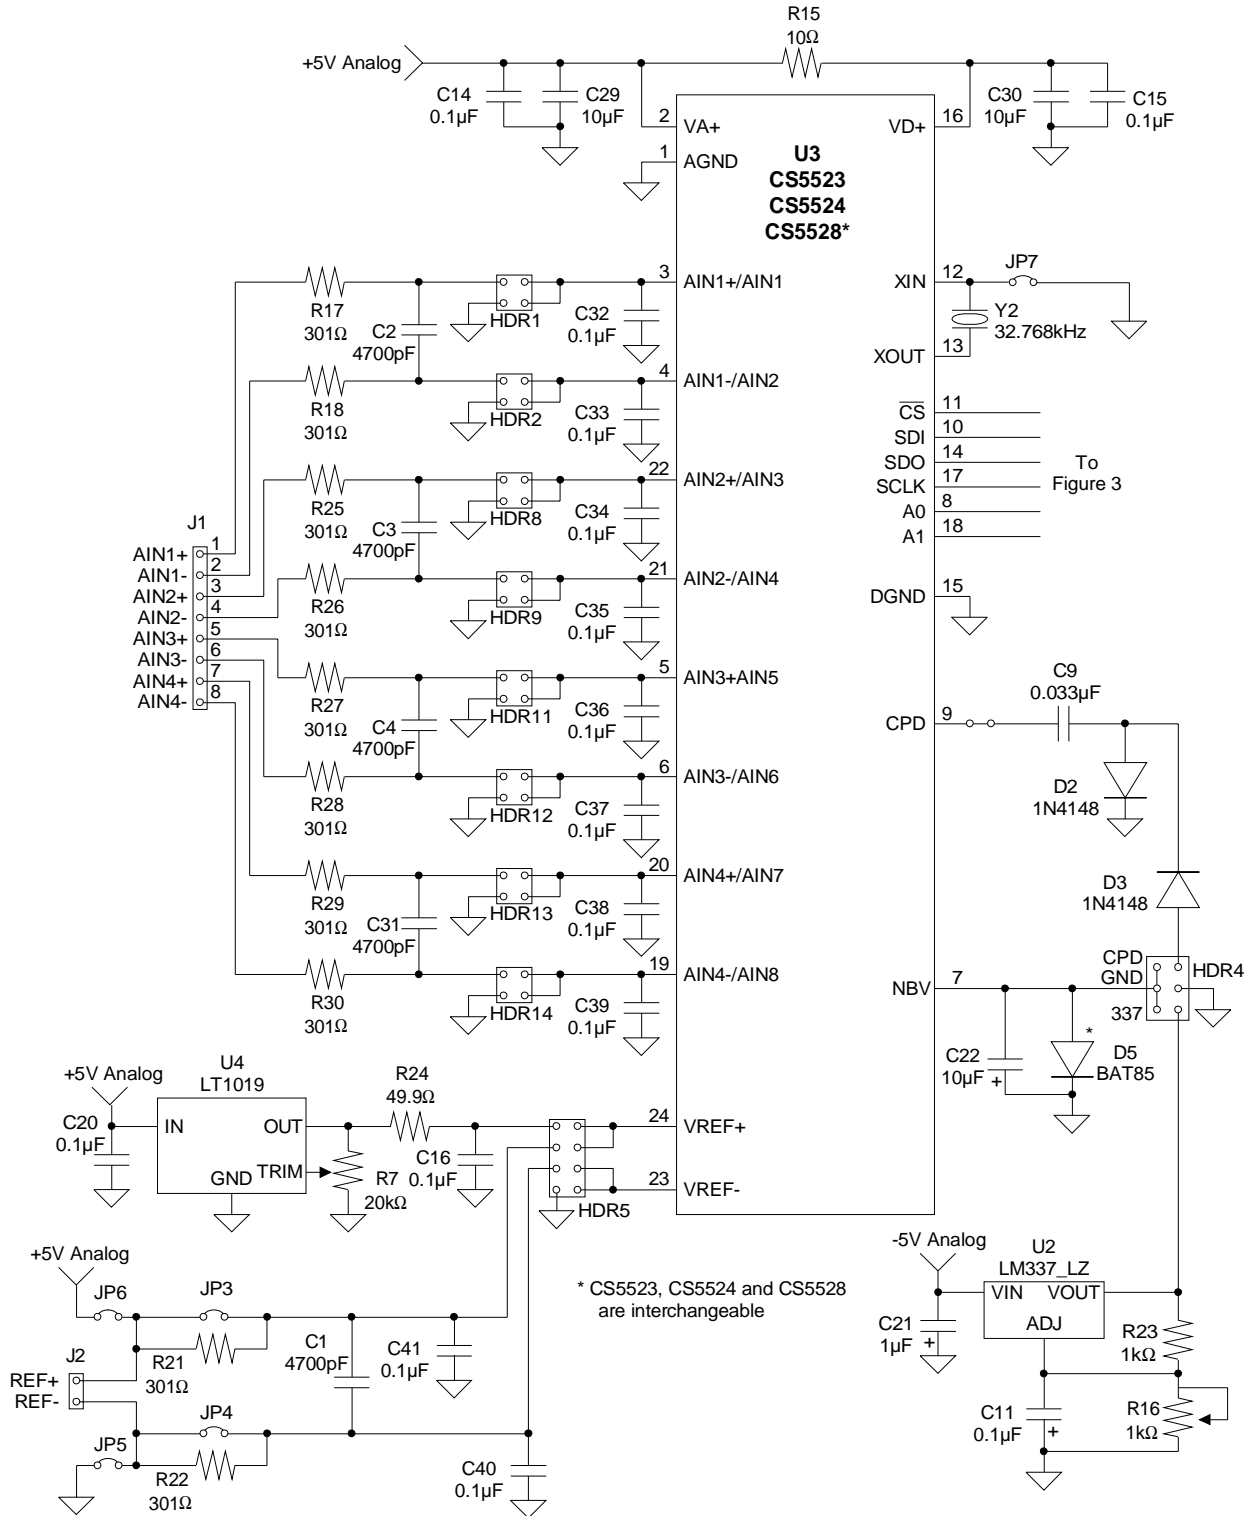 R15
10Ω
+5V Analog
C14
0.1µF
C29
10µF
C30
10µF
C15
0.1µF
2
VA+
VD+
16
1
AGND
U3
CS5523
CS5524
CS5528*
R17
301Ω
C2
4700pF
HDR1
C32
0.1µF
3
AIN1+/AIN1
XIN
12
JP7
Y2
32.768kHz
XOUT
13
R18
301Ω
HDR2
C33
0.1µF
4
AIN1-/AIN2
CS
11
SDI
10
SDO
14
SCLK
17
A0
8
A1
18
To
Figure 3
R25
301Ω
C3
4700pF
HDR8
C34
0.1µF
22
AIN2+/AIN3
J1
AIN1+
1
AIN1-
2
AIN2+
3
AIN2-
4
AIN3+
5
AIN3-
6
AIN4+
7
AIN4-
8
R26
301Ω
HDR9
C35
0.1µF
21
AIN2-/AIN4
DGND
15
R27
301Ω
C4
4700pF
HDR11
C36
0.1µF
5
AIN3+AIN5
CPD
9
C9
0.033µF
D2
1N4148
R28
301Ω
HDR12
C37
0.1µF
6
AIN3-/AIN6
R29
301Ω
C31
4700pF
HDR13
C38
0.1µF
20
AIN4+/AIN7
D3
1N4148
R30
301Ω
HDR14
C39
0.1µF
19
AIN4-/AIN8
NBV
7
CPD
GND
337
HDR4
C22
10µF
+
*
D5
BAT85
+5V Analog
U4
LT1019
C20
0.1µF
IN
OUT
GND
TRIM
R24
49.9Ω
R7
20kΩ
C16
0.1µF
HDR5
24
VREF+
23
VREF-
+5V Analog
JP6
JP3
R21
301Ω
J2
REF+
REF-
JP5
JP4
R22
301Ω
C1
4700pF
C41
0.1µF
C40
0.1µF
* CS5523, CS5524 and CS5528
are interchangeable
-5V Analog
U2
LM337_LZ
VIN
VOUT
ADJ
C21
1µF
+
R23
1kΩ
C11
0.1µF
+
R16
1kΩ